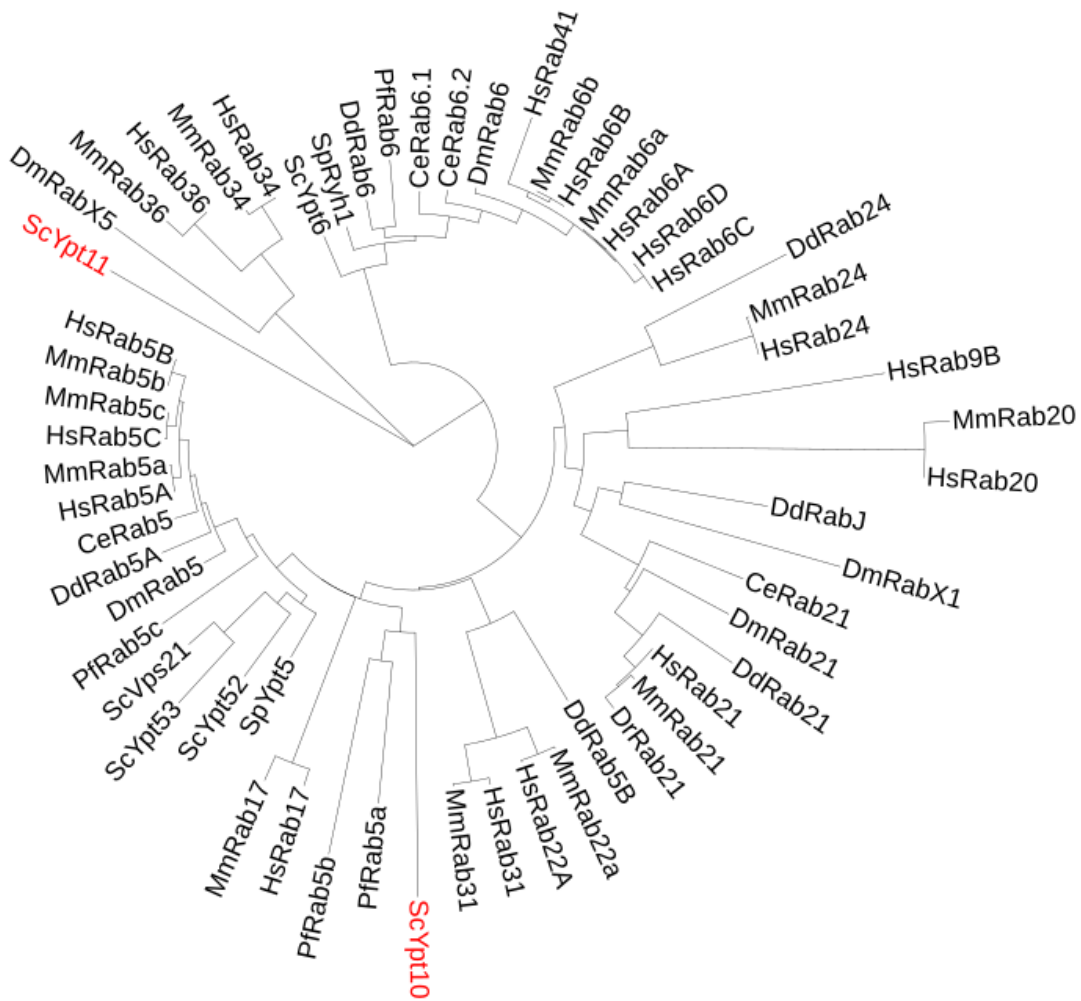 HsRab41
MmRab6b
HsRab6B
MmRab6a
HsRab6A
HsRab6D
HsRab6C
DdRab24
MmRab24
HsRab24
HsRab9B
MmRab20
HsRab20
DdRabJ
DmRabX1
CeRab21
DmRab21
DdRab21
HsRab21
MmRab21
DrRab21
DdRab5B
MmRab22a
HsRab22A
HsRab31
MmRab31
ScYpt10
PfRab5a
PfRab5b
HsRab17
MmRab17
SpYpt5
ScYpt52
ScYpt53
ScVps21
PfRab5c
DmRab5
DdRab5A
CeRab5
HsRab5A
MmRab5a
HsRab5C
MmRab5c
MmRab5b
HsRab5B
ScYpt11
DmRabX5
MmRab36
HsRab36
MmRab34
HsRab34
ScYpt6
SpRyh1
DdRab6
PfRab6
CeRab6.1
CeRab6.2
DmRab6